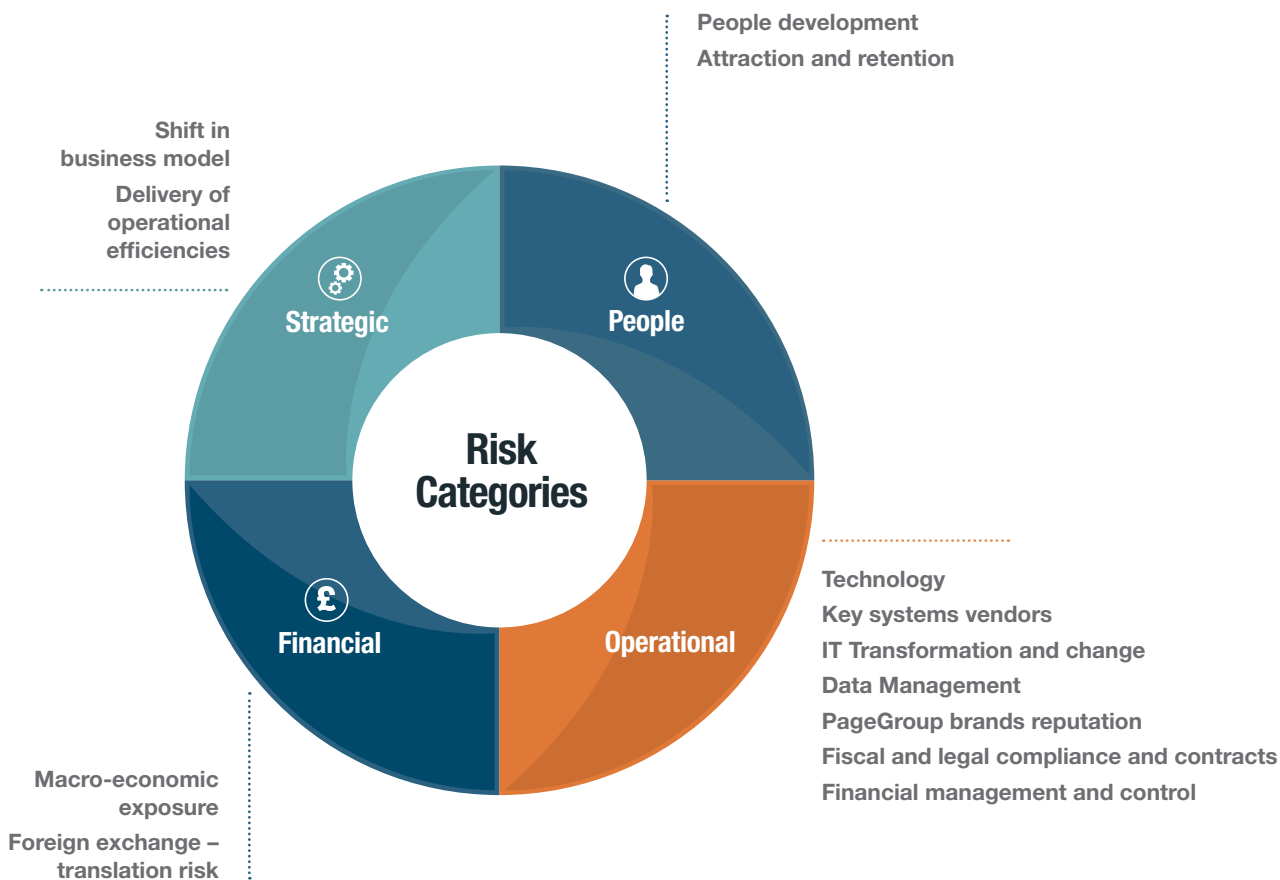 People development
Attraction and retention
Shift in
business model
Delivery of
operational
efficiencies
Strategic
People
Risk
Categories
£
Financial
Operational
Technology
Key systems vendors
IT Transformation and change
Data Management
PageGroup brands reputation
Fiscal and legal compliance and contracts
Financial management and control
Macro-economic
exposure
Foreign exchange –
translation risk